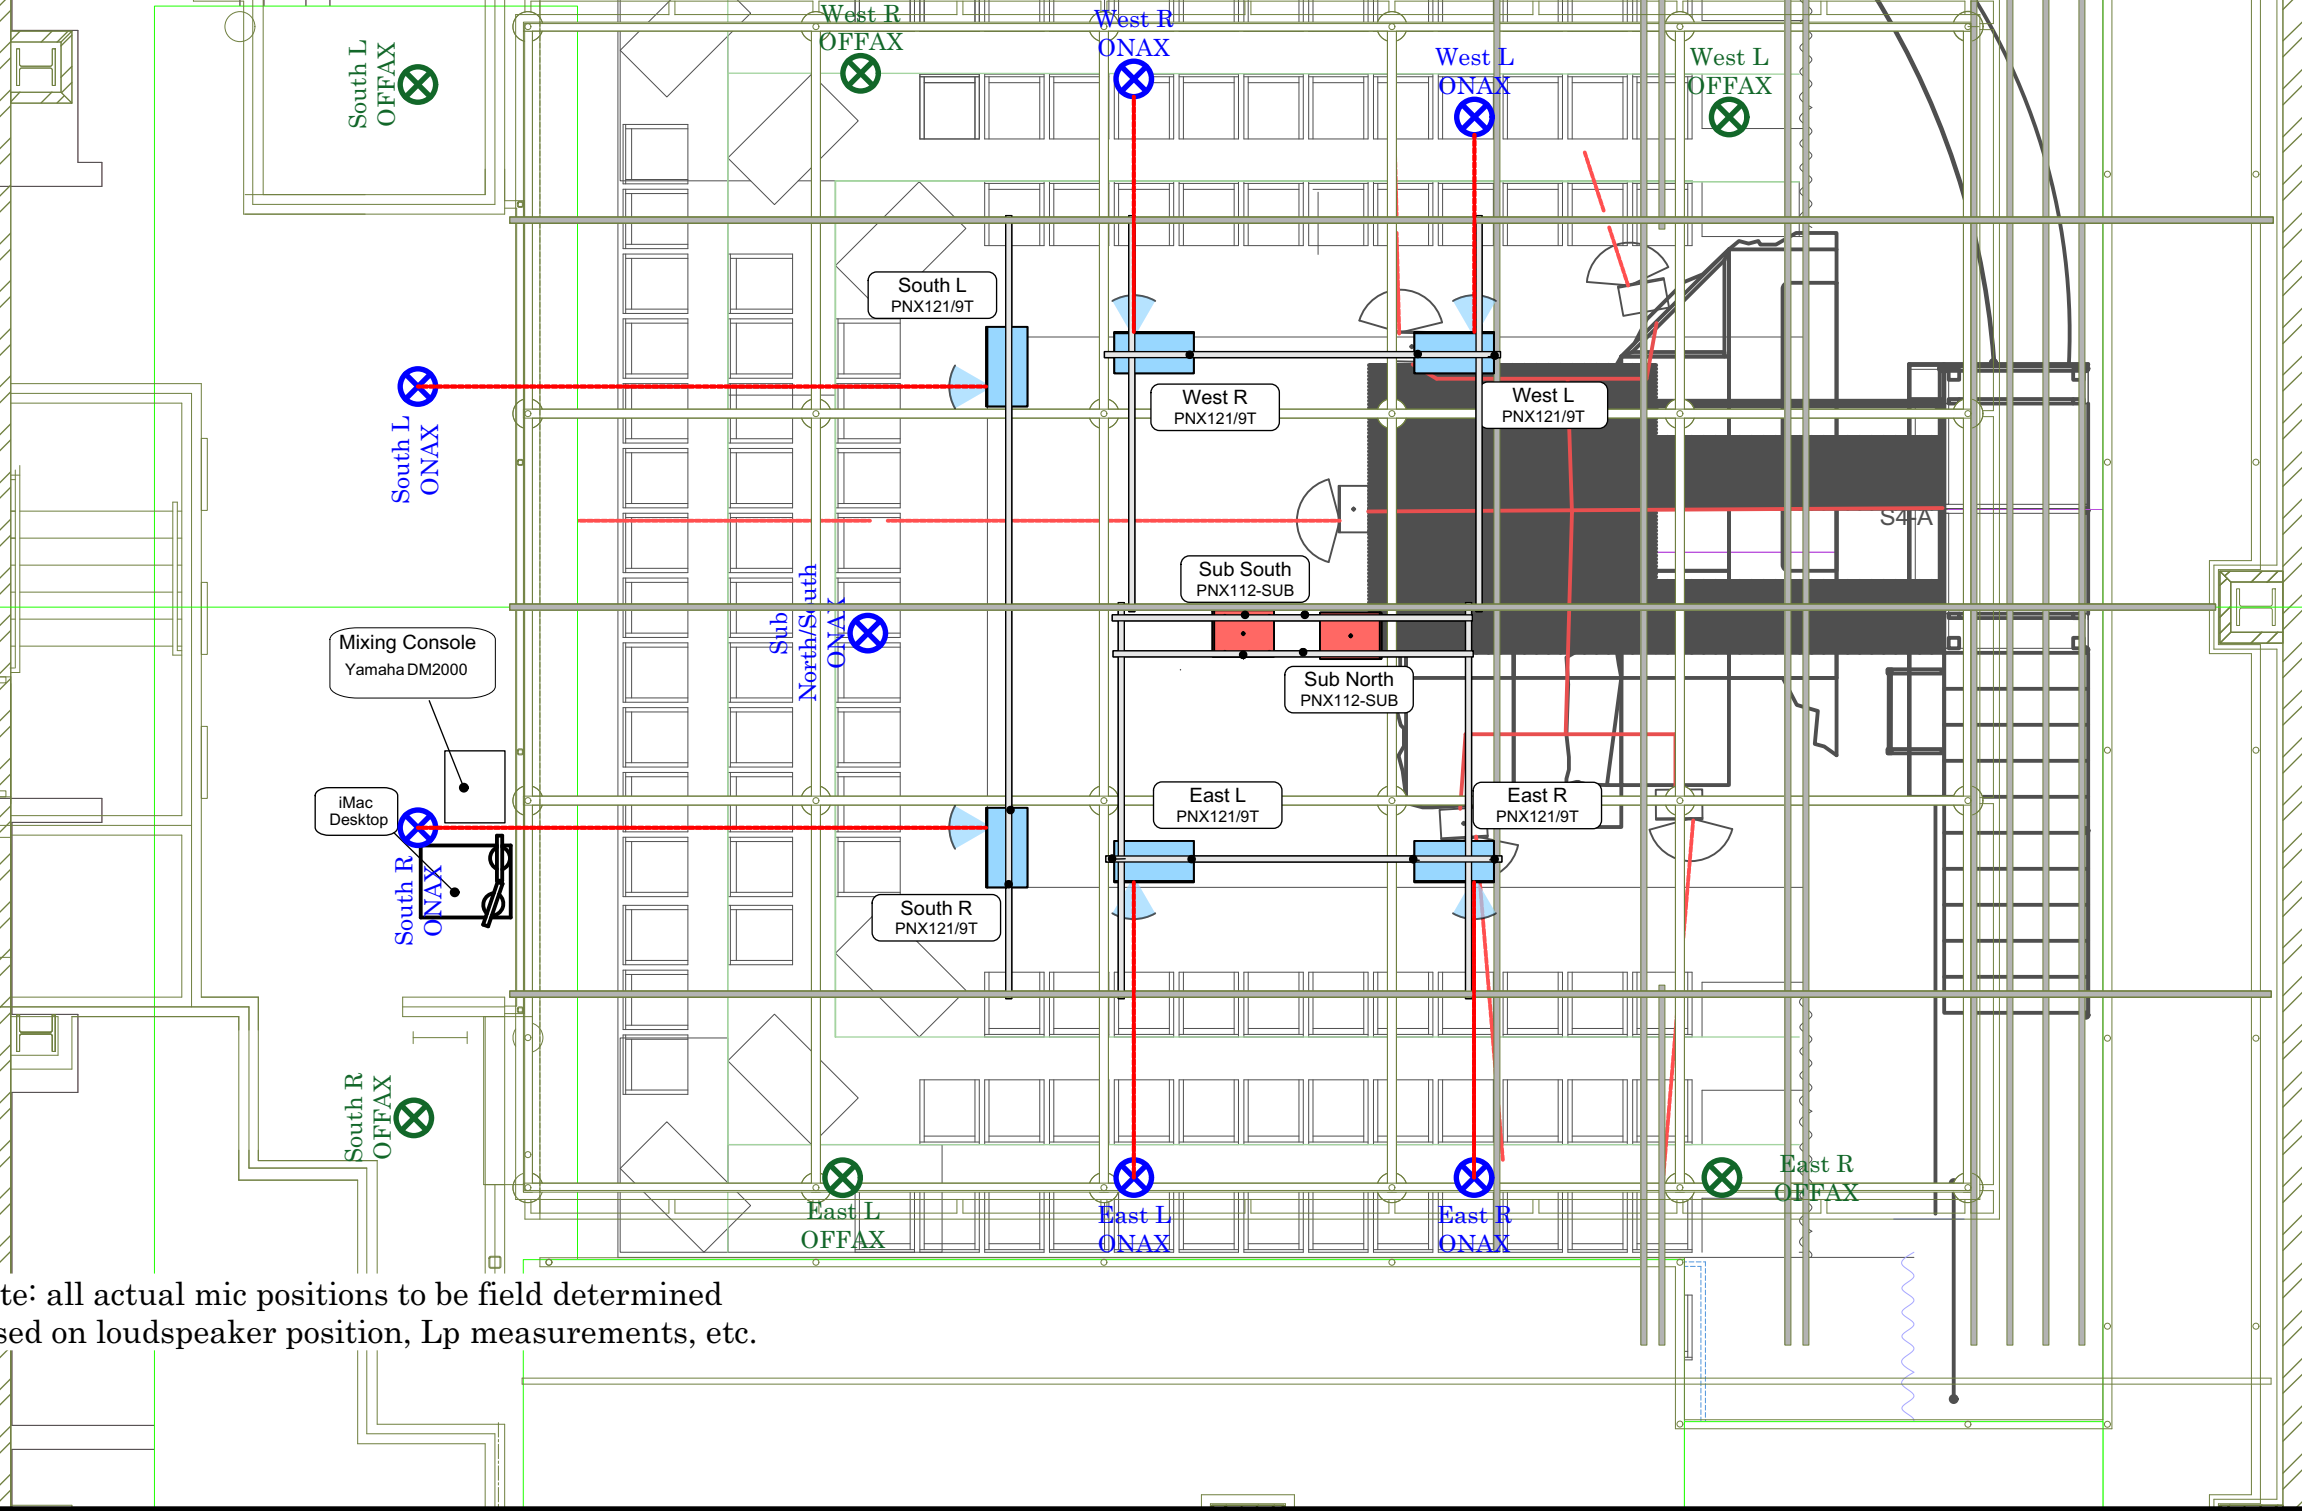 West R
OFFAX
West R
ONAX
West L
ONAX
West L
OFFAX
South L
OFFAX
South L
PNX121/9T
West R
PNX121/9T
West L
PNX121/9T
South L
ONAX
S4-A
Sub South
PNX112-SUB
Sub
North/South
ONAX
Mixing Console
Yamaha DM2000
Sub North
PNX112-SUB
iMac
Desktop
East L
PNX121/9T
East R
PNX121/9T
South R
ONAX
South R
PNX121/9T
South R
OFFAX
East L
OFFAX
East L
ONAX
East R
ONAX
East R
OFFAX
te: all actual mic positions to be field determined
sed on loudspeaker position, Lp measurements, etc.